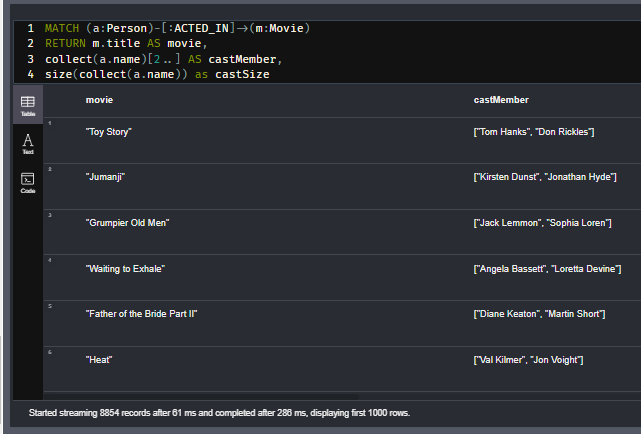 1 MATCH (a:Person)-[:ACTED_IN]->(m:Movie)
2 RETURN m.title AS movie,
3 collect(a.name)[2..] AS castMember,
4 size(collect(a.name)) as castSize
movie castMember
Table
1
"Toy Story" ["Tom Hanks", "Don Rickles"]
A
Text
2
"Jumanji" ["Kirsten Dunst", "Jonathan Hyde"]
Code
3
"Grumpier Old Men" ["Jack Lemmon", "Sophia Loren"]
4
"Waiting to Exhale" ["Angela Bassett", "Loretta Devine"]
5
"Father of the Bride Part II" ["Diane Keaton", "Martin Short"]
6
"Heat" ["Val Kilmer", "Jon Voight"]
Started streaming 8854 records after 61 ms and completed after 286 ms, displaying first 1000 rows.